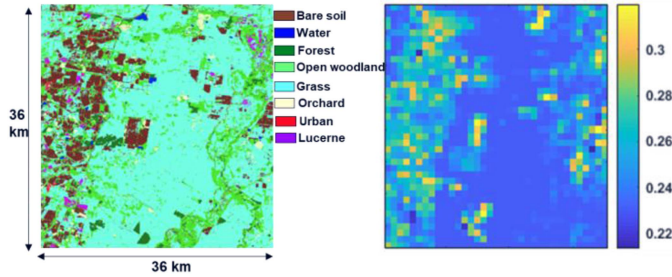 Bare soil
Water
Forest
Open woodland
Grass
Orchard
Urban
Lucerne
36
km
36 km
0.3
0.28
0.26
0.24
0.22